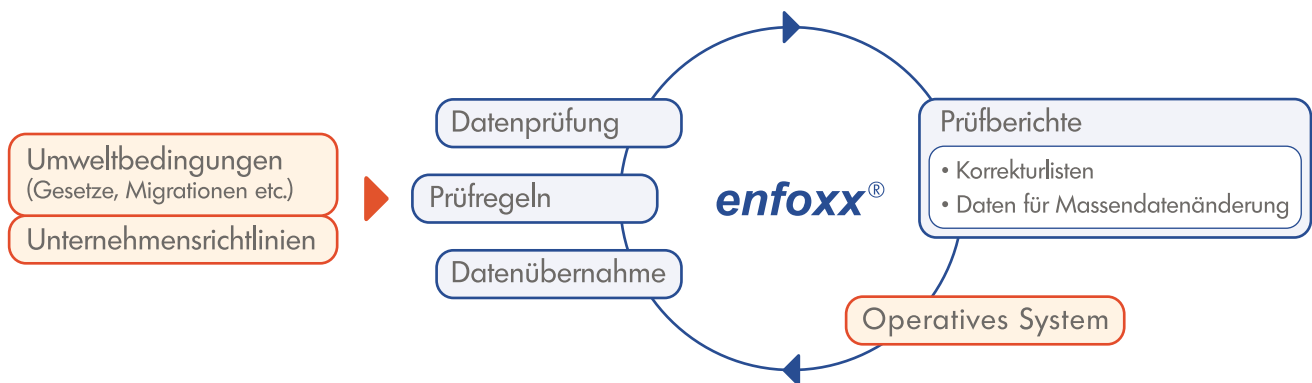 Umweltbedingungen
(Gesetze, Migrationen etc.)
Unternehmensrichtlinien
Datenprüfung
Prüfregeln
Datenübernahme
enfoxx®
Prüfberichte
• Korrekturlisten
• Daten für Massendatenänderung
Operatives System